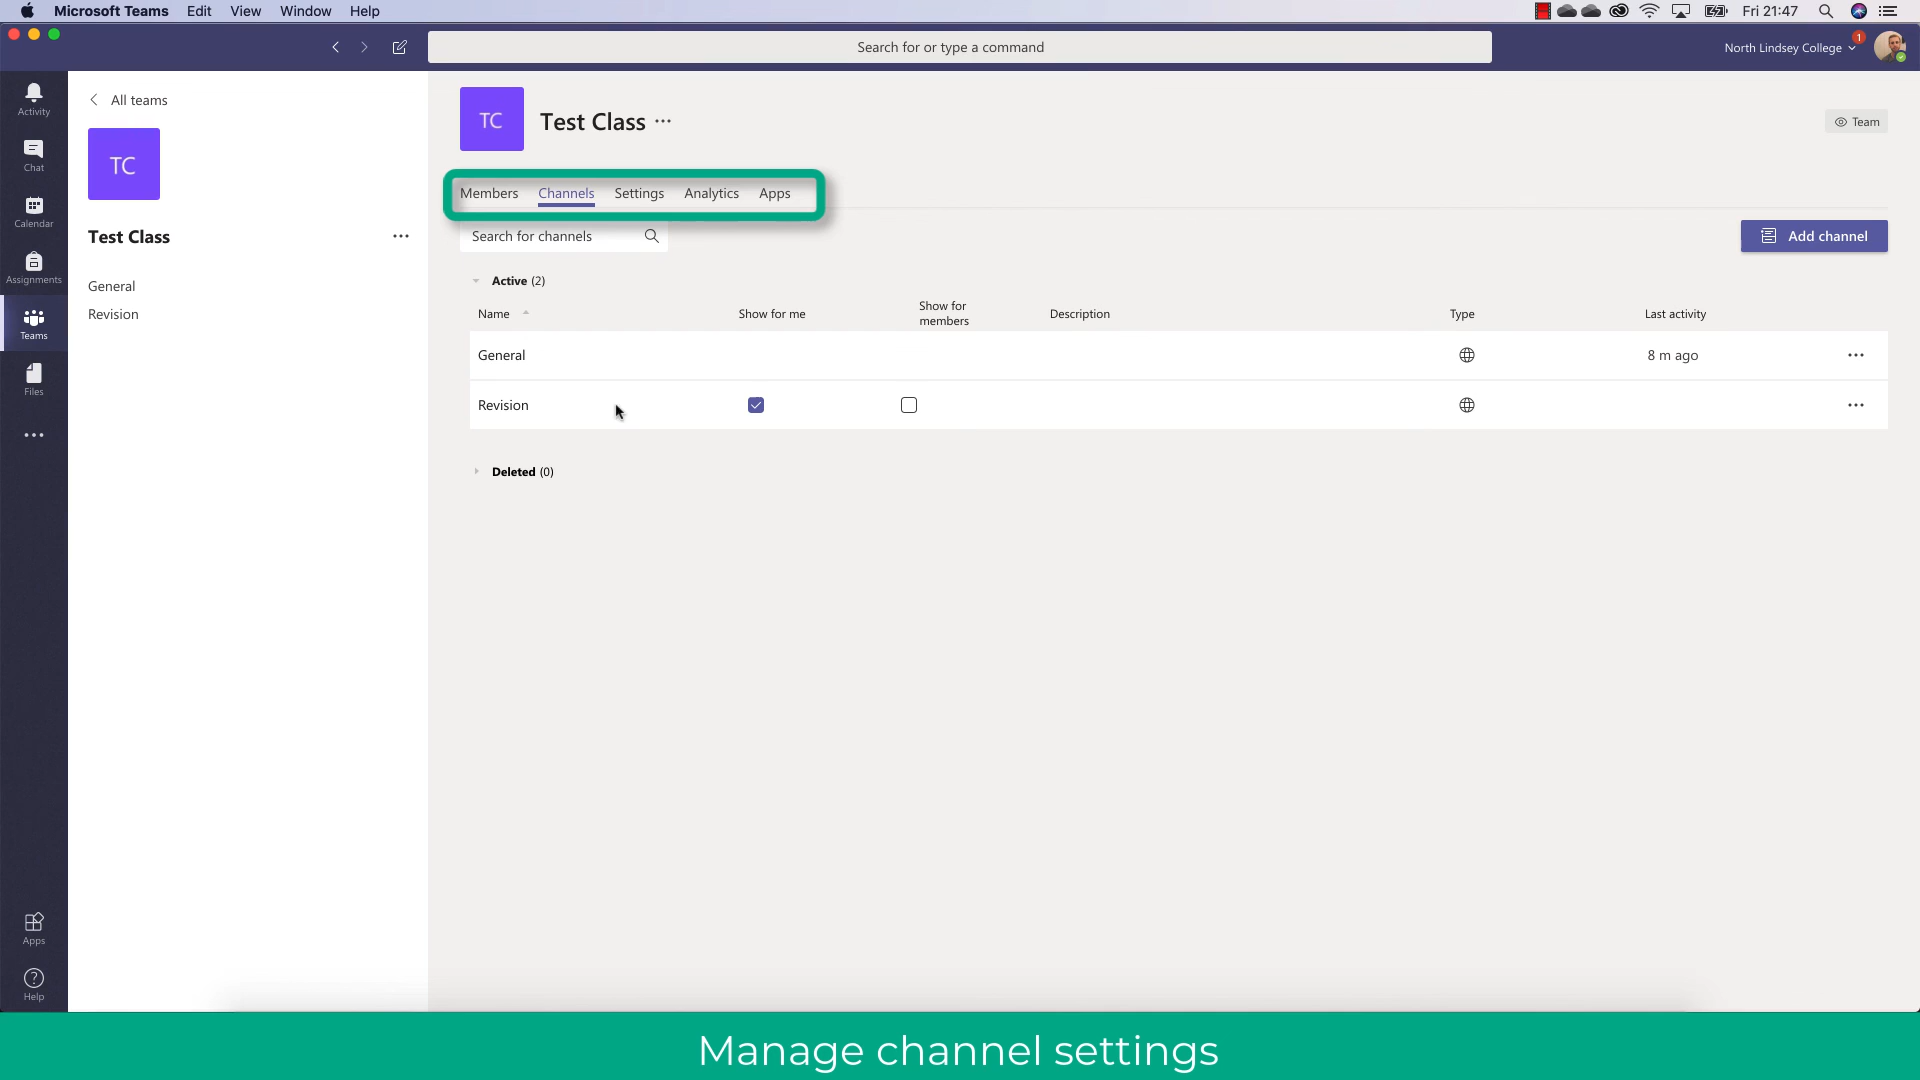 Microsoft Teams Edit View Window Help Fri 21:47
Search for or type a command
North Lindsey College 1
Activity
Chat
Calendar
Assignments
Teams
Files
Apps
Help
All teams
TC
Test Class
General
Revision
TC Test Class
Team
Members Channels Settings Analytics Apps
Search for channels
Add channel
Active (2)
Name Show for me Show for members Description Type Last activity
General 8 m ago
Revision
Deleted (0)
Manage channel settings